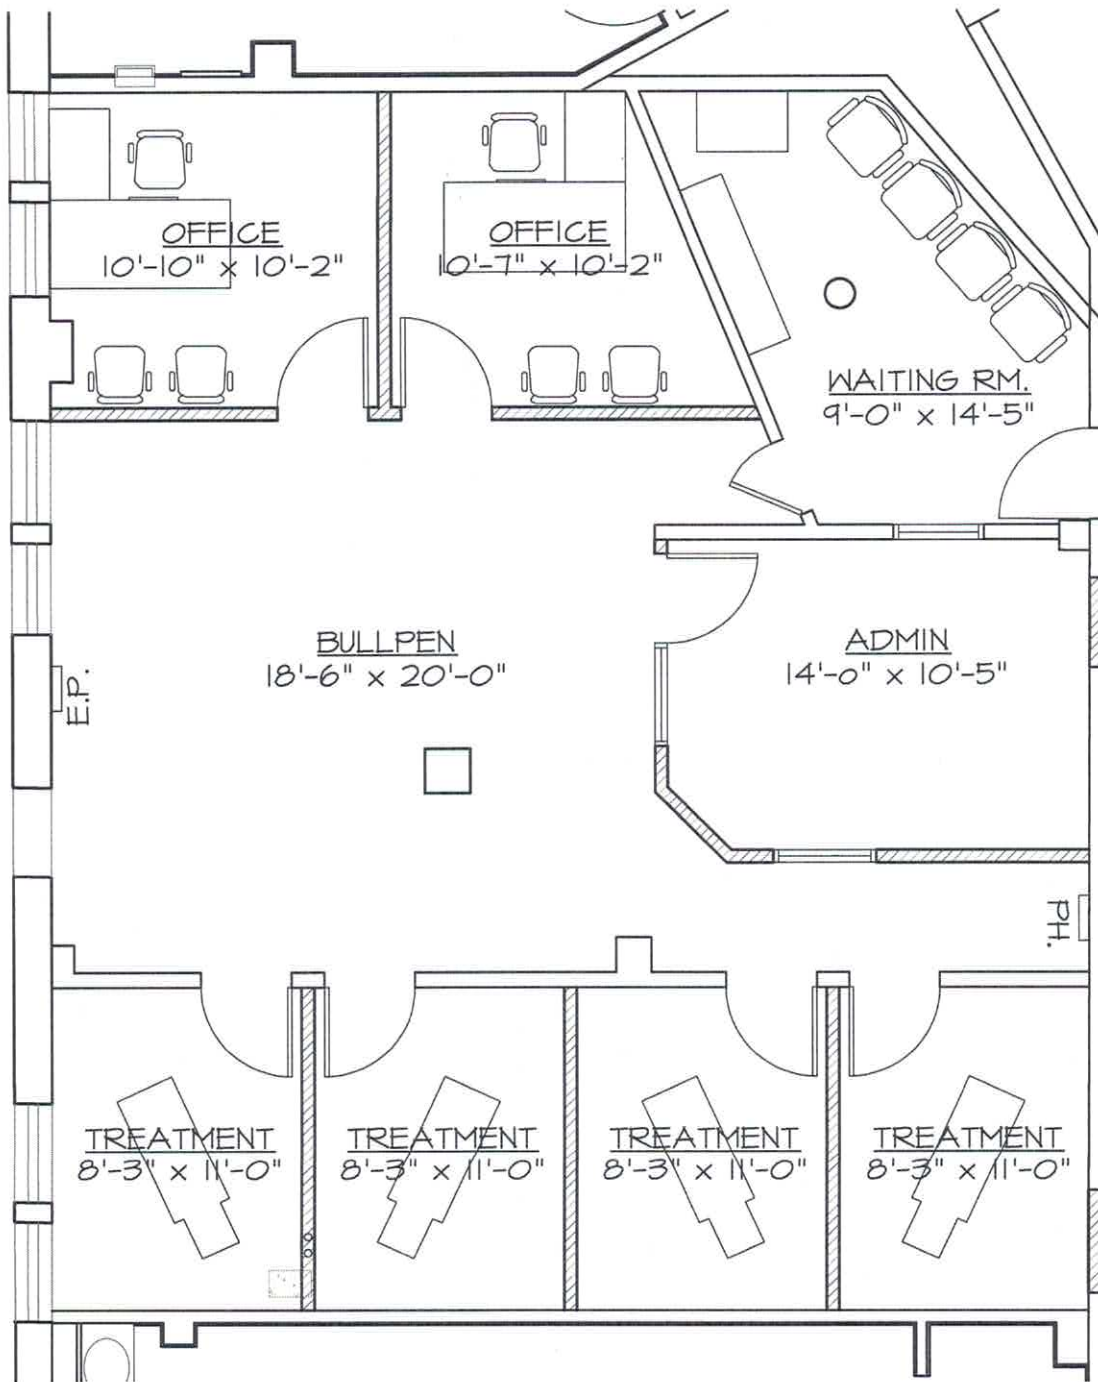 OFFICE
10'-10" x 10'-2"
OFFICE
10'-7" x 10'-2"
WAITING RM.
9'-0" x 14'-5"
BULLPEN
18'-6" x 20'-0"
ADMIN
14'-0" x 10'-5"
E.P.
PH.
TREATMENT
8'-3" x 11'-0"
TREATMENT
8'-3" x 11'-0"
TREATMENT
8'-3" x 11'-0"
TREATMENT
8'-3" x 11'-0"